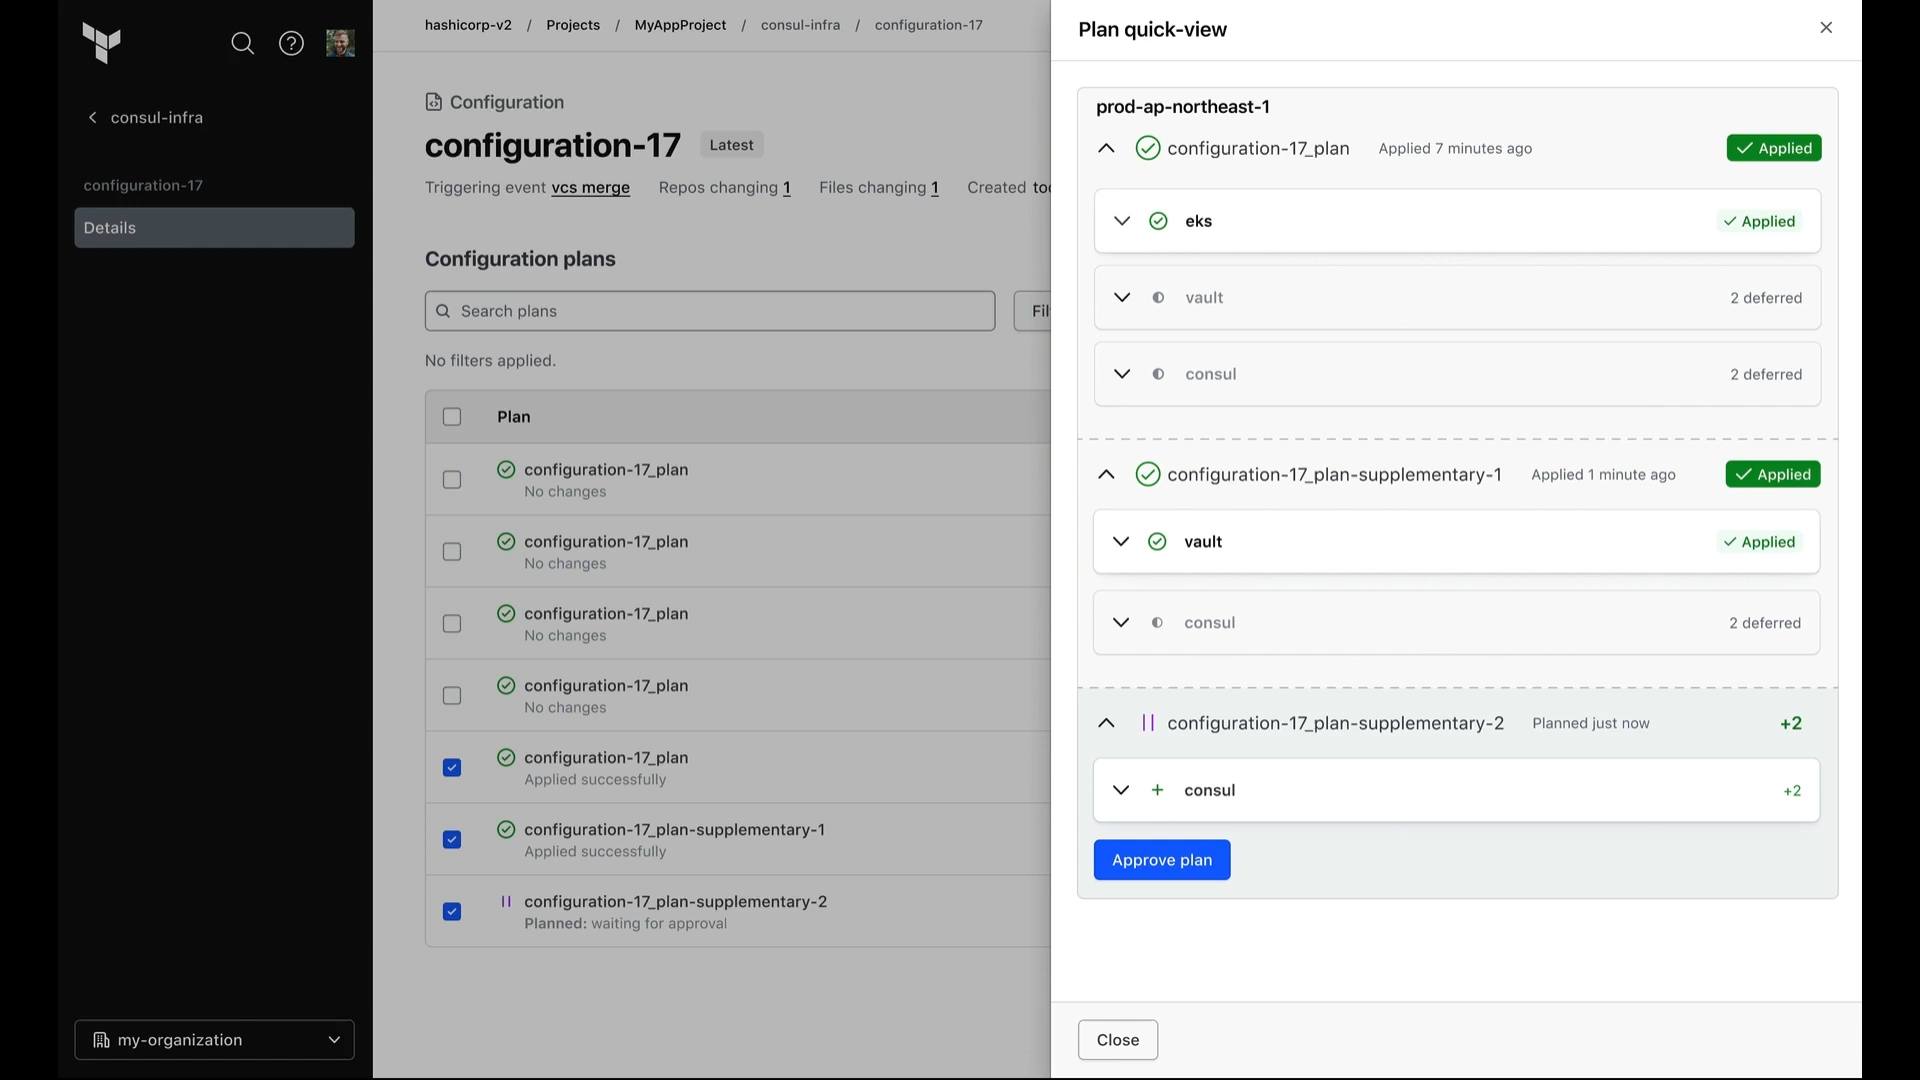 consul-infra
configuration-17
Details
my-organization
hashicorp-v2 / Projects / MyAppProject / consul-infra / configuration-17
Configuration
configuration-17 Latest
Triggering event vcs merge Repos changing 1 Files changing 1 Created
Configuration plans
Search plans
No filters applied.
Plan
configuration-17_plan
No changes
configuration-17_plan
No changes
configuration-17_plan
No changes
configuration-17_plan
No changes
configuration-17_plan
Applied successfully
configuration-17_plan-supplementary-1
Applied successfully
configuration-17_plan-supplementary-2
Planned: waiting for approval
Plan quick-view
prod-ap-northeast-1
configuration-17_plan Applied 7 minutes ago Applied
eks Applied
vault 2 deferred
consul 2 deferred
configuration-17_plan-supplementary-1 Applied 1 minute ago Applied
vault Applied
consul 2 deferred
configuration-17_plan-supplementary-2 Planned just now +2
+ consul +2
Approve plan
Close